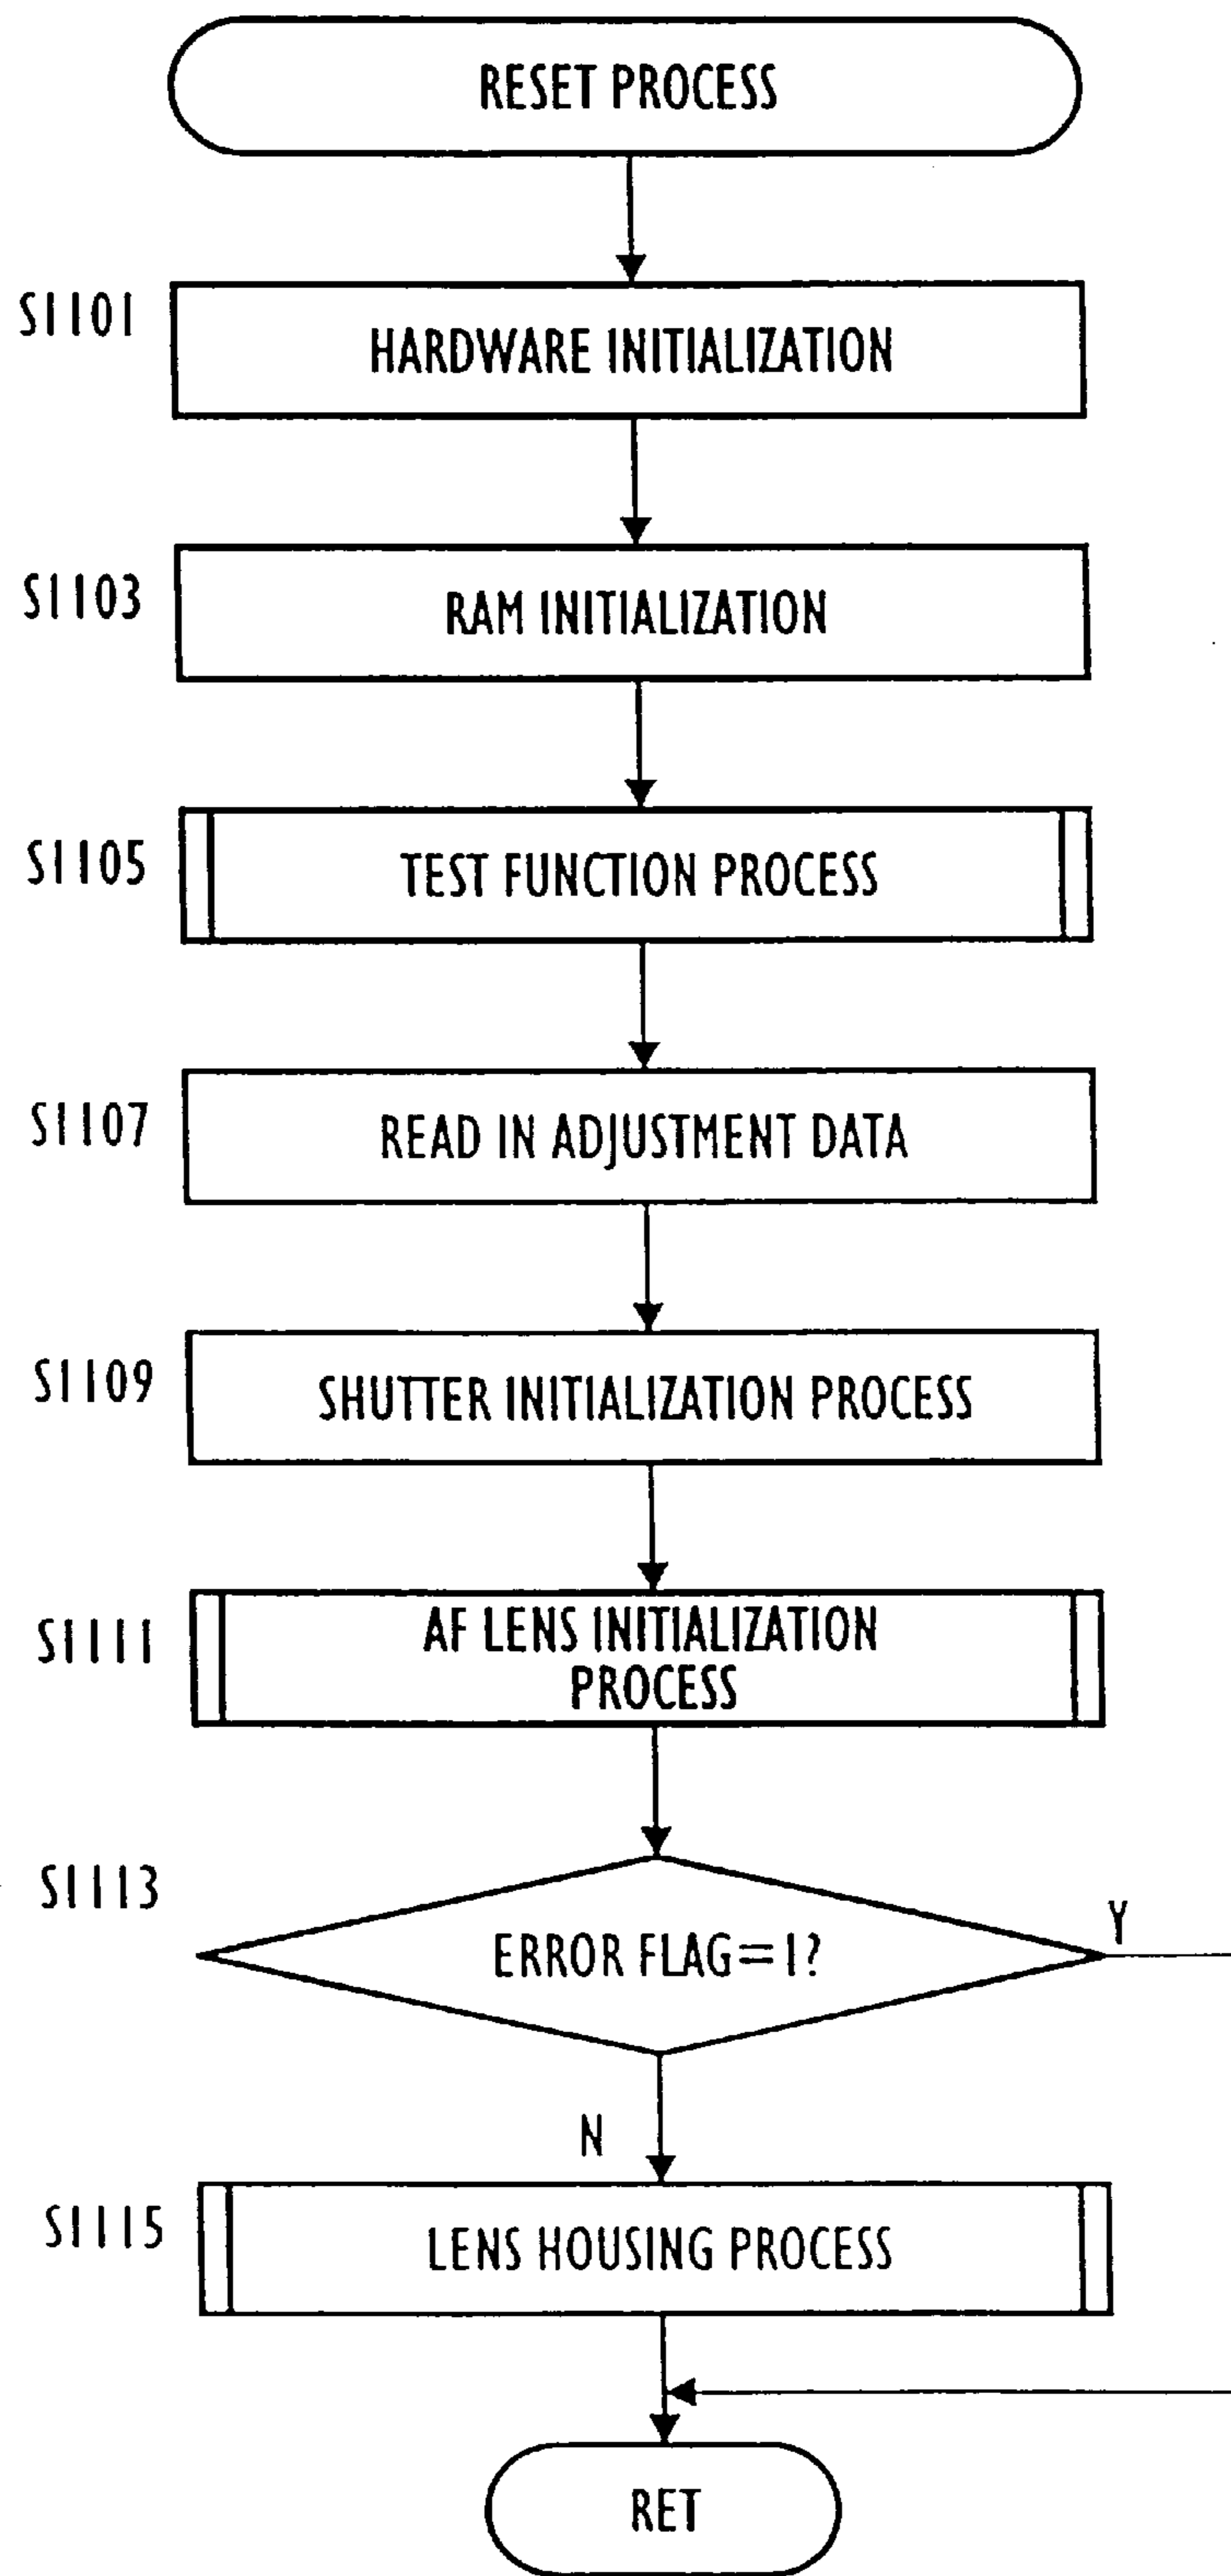 RESET PROCESS
S1101
HARDWARE INITIALIZATION
S1103
RAM INITIALIZATION
S1105
TEST FUNCTION PROCESS
S1107
READ IN ADJUSTMENT DATA
S1109
SHUTTER INITIALIZATION PROCESS
S1111
AF LENS INITIALIZATION
PROCESS
S1113
ERROR FLAG=1?
Y
N
S1115
LENS HOUSING PROCESS
RET